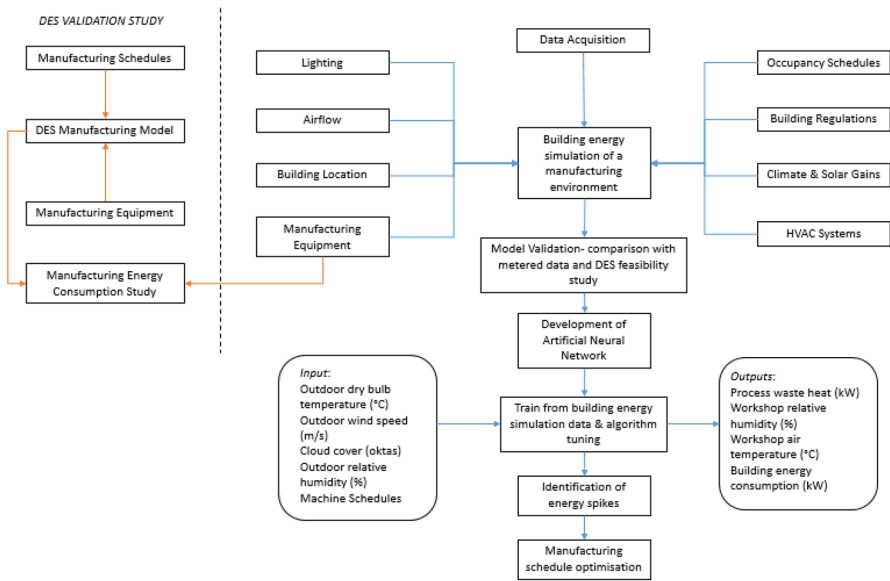 DES VALIDATION STUDY
Manufacturing Schedules
DES Manufacturing Model
Manufacturing Equipment
Manufacturing Energy
Consumption Study
Lighting
Airflow
Building Location
Manufacturing
Equipment
Data Acquisition
Building energy
simulation of a
manufacturing
environment
Occupancy Schedules
Building Regulations
Climate & Solar Gains
HVAC Systems
Model Validation- comparison with
metered data and DES feasibility
study
Development of
Artificial Neural
Network
Input:
Outdoor dry bulb
temperature (°C)
Outdoor wind speed
(m/s)
Cloud cover (oktas)
Outdoor relative
humidity (%)
Machine Schedules
Train from building energy
simulation data & algorithm
tuning
Outputs:
Process waste heat (kW)
Workshop relative
humidity (%)
Workshop air
temperature (°C)
Building energy
consumption (kW)
Identification of
energy spikes
Manufacturing
schedule optimisation